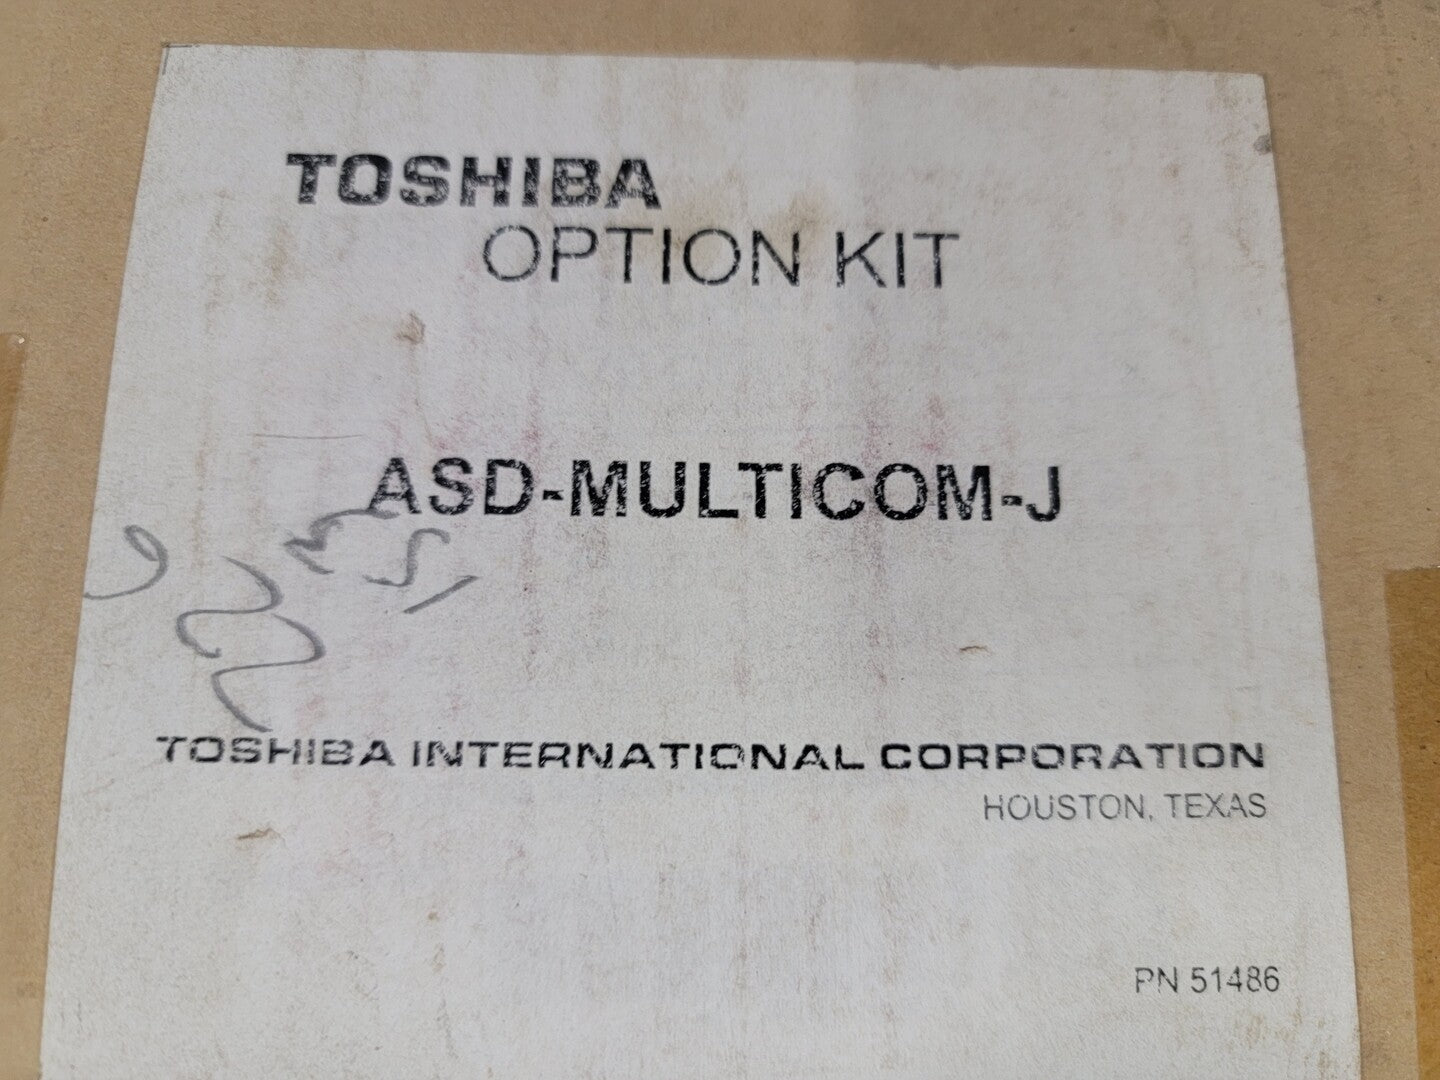 TOSHIBA
OPTION KIT
ASD-MULTICOM-J
TOSHIBA INTERNATIONAL CORPORATION
HOUSTON, TEXAS
PN 51486